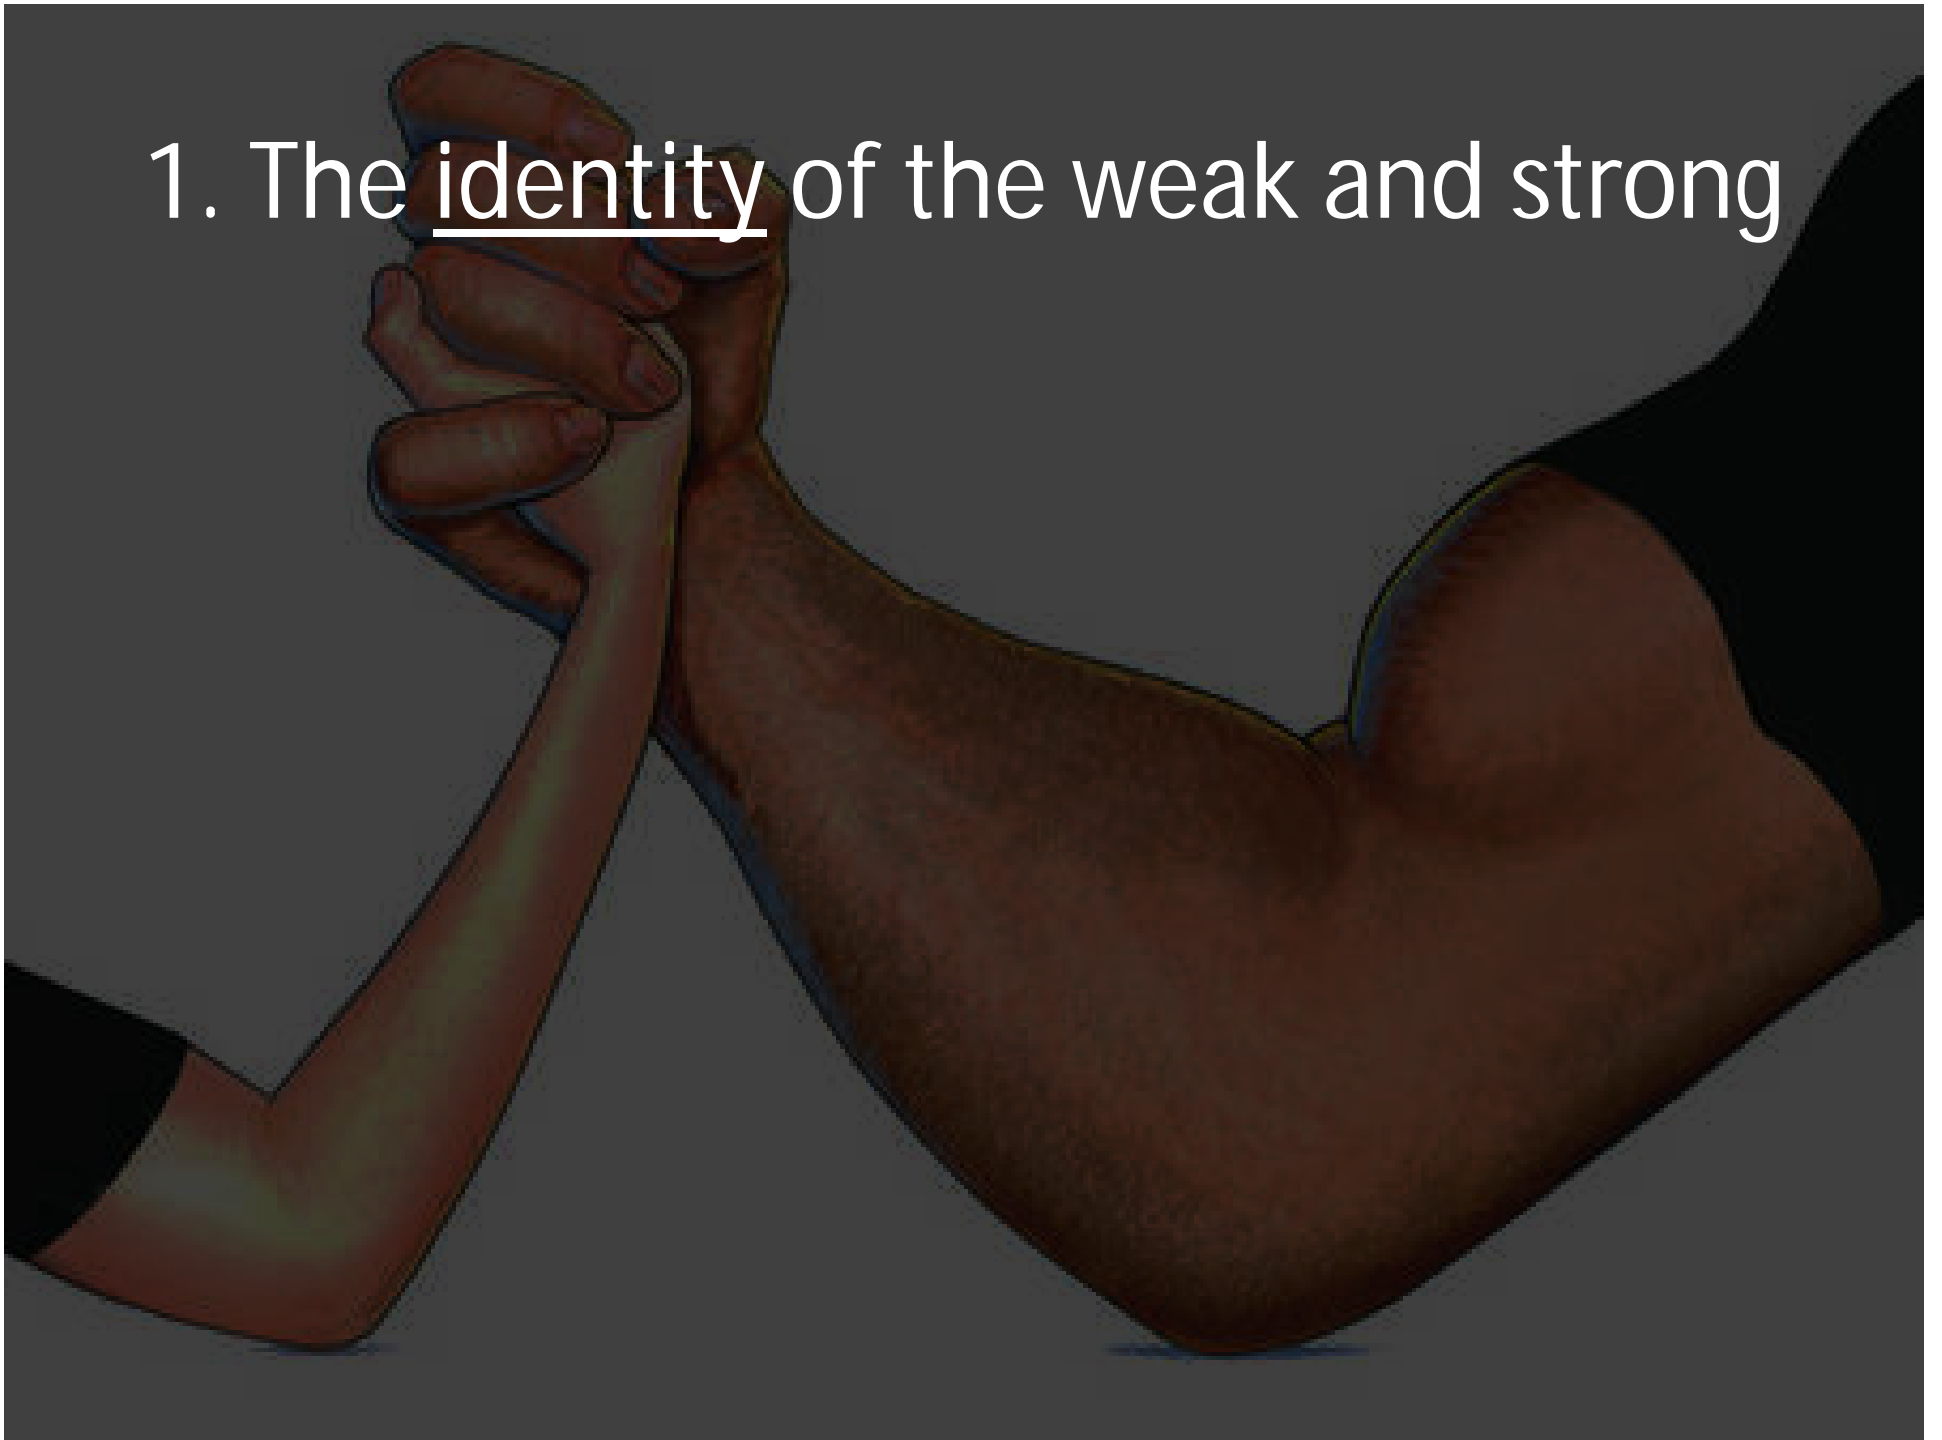 1. The identity of the weak and strong